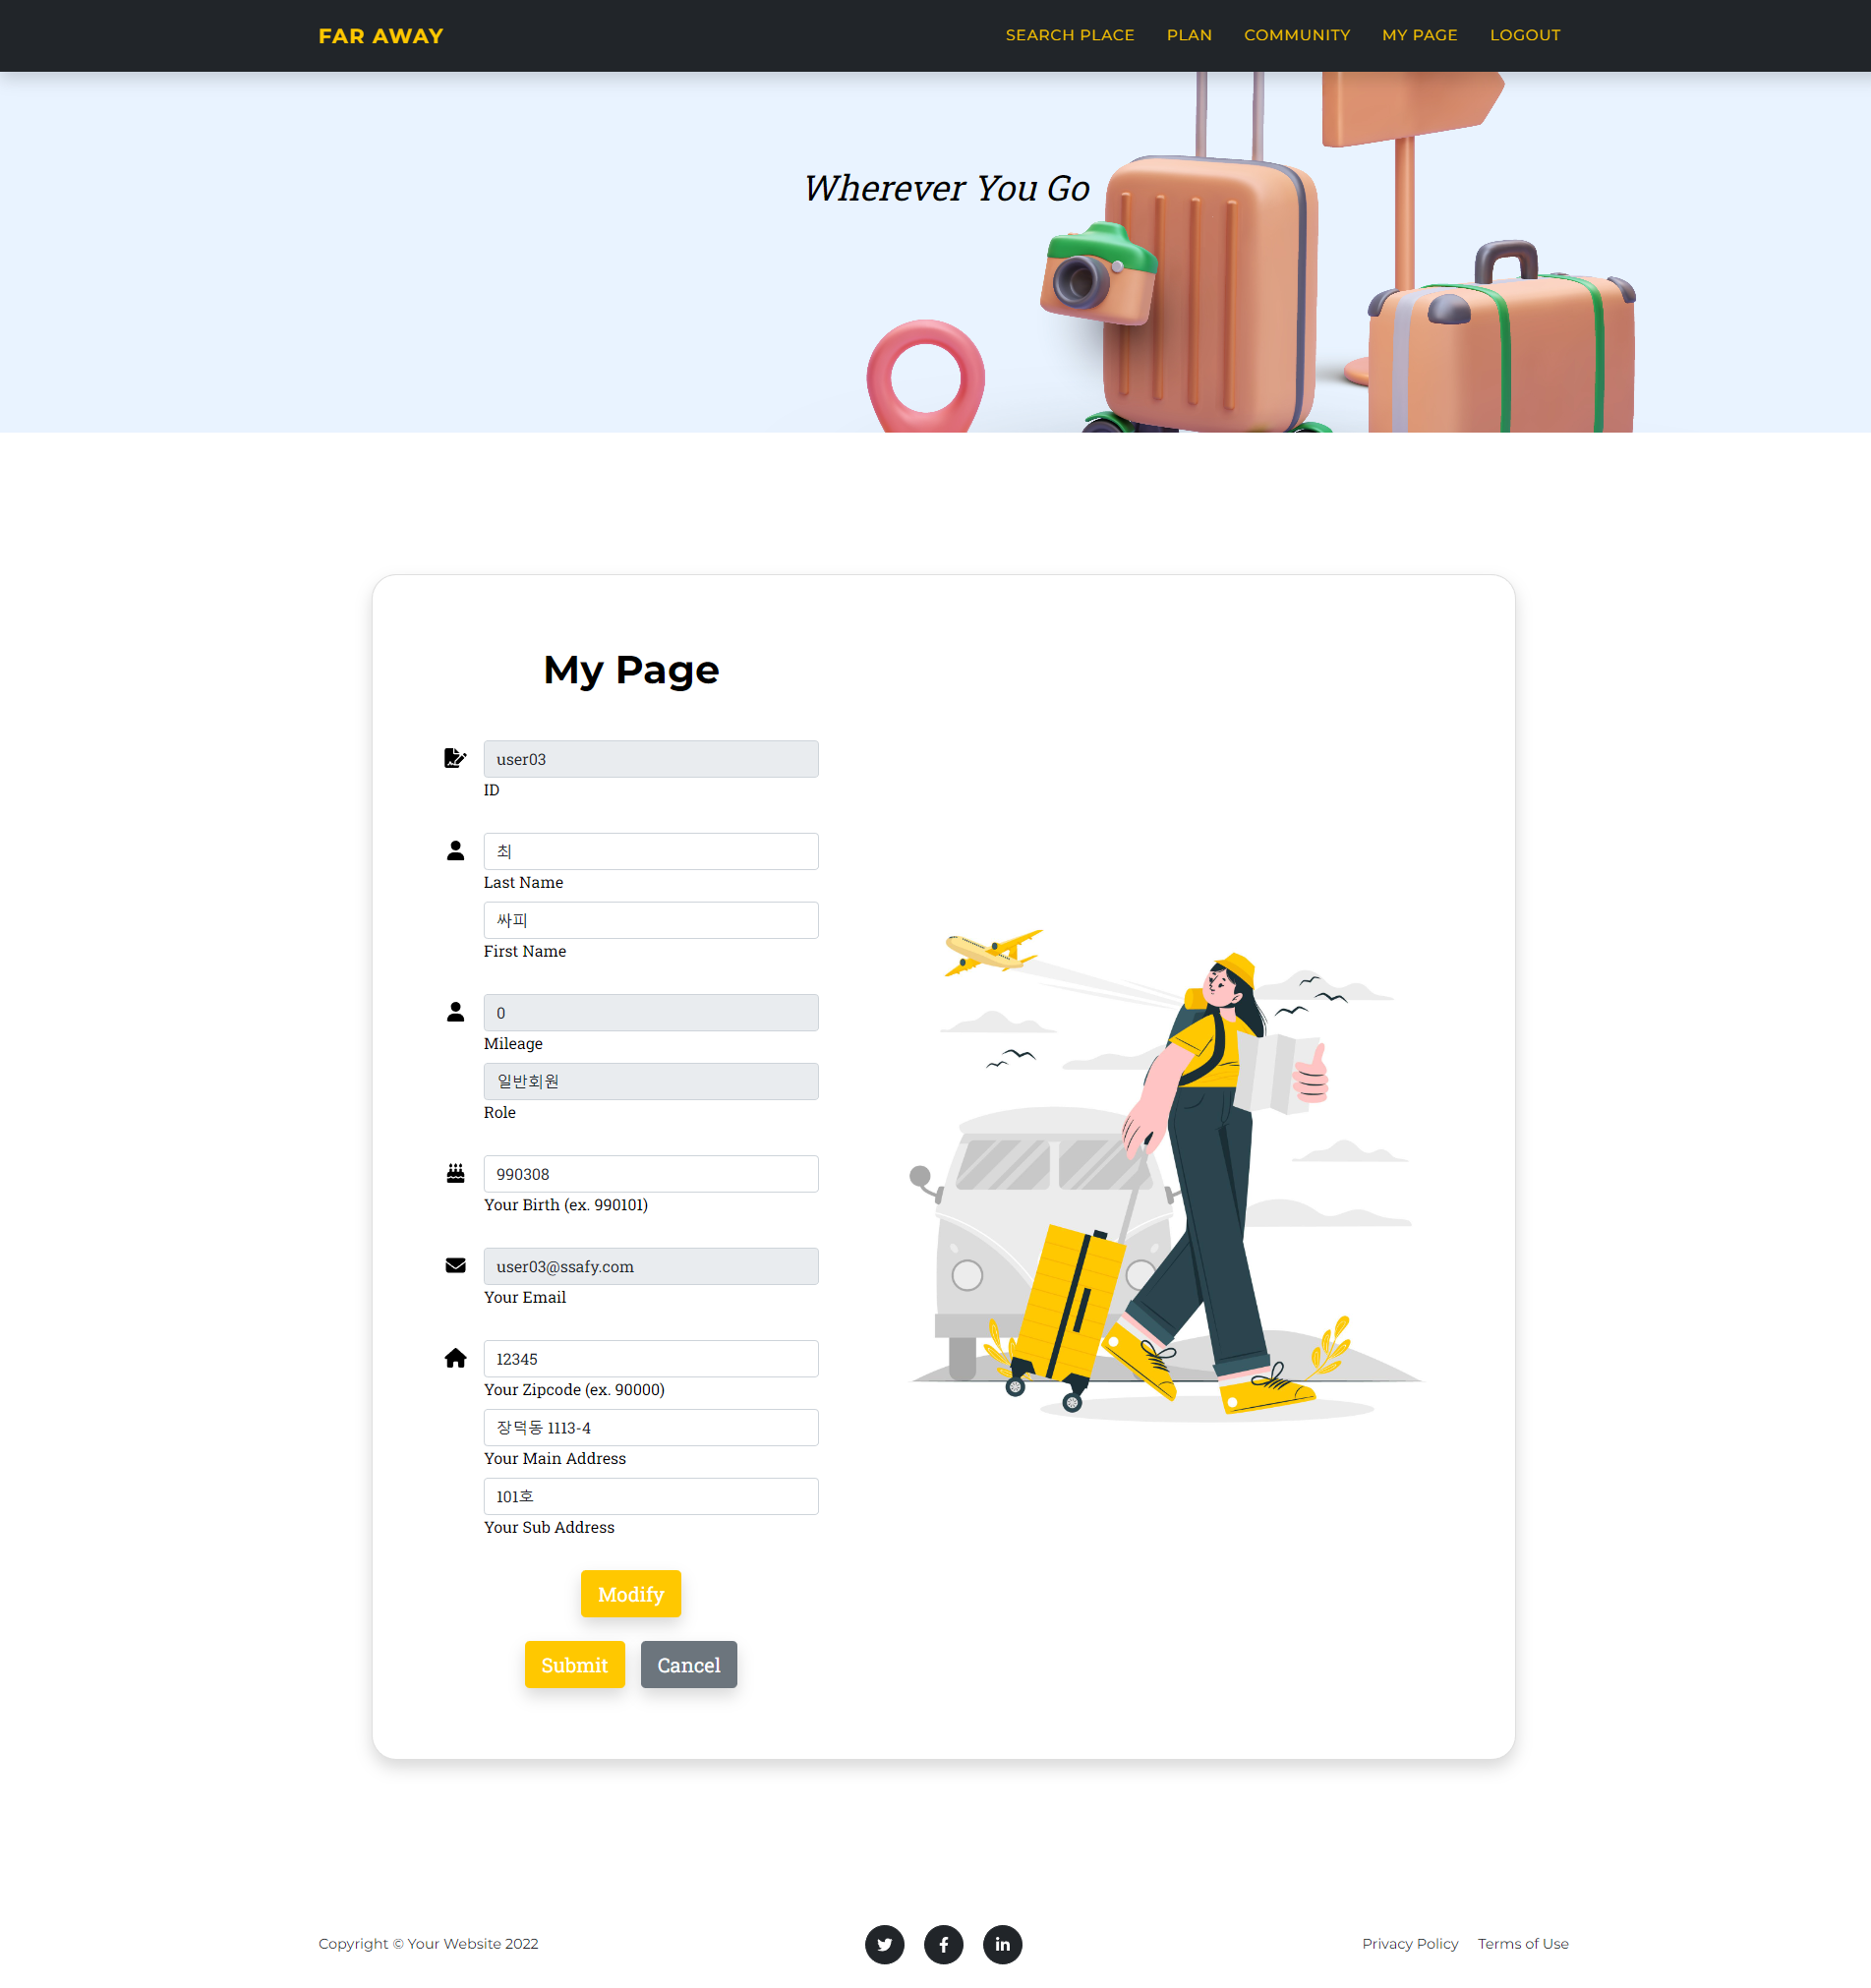 FAR AWAY
SEARCH PLACE PLAN COMMUNITY MY PAGE LOGOUT
Wherever You Go
My Page
user03
ID
최
Last Name
싸피
First Name
0
Mileage
일반회원
Role
990308
Your Birth (ex. 990101)
user03@ssafy.com
Your Email
12345
Your Zipcode (ex. 90000)
장덕동 1113-4
Your Main Address
101호
Your Sub Address
Modify
Submit Cancel
Copyright © Your Website 2022
Privacy Policy Terms of Use